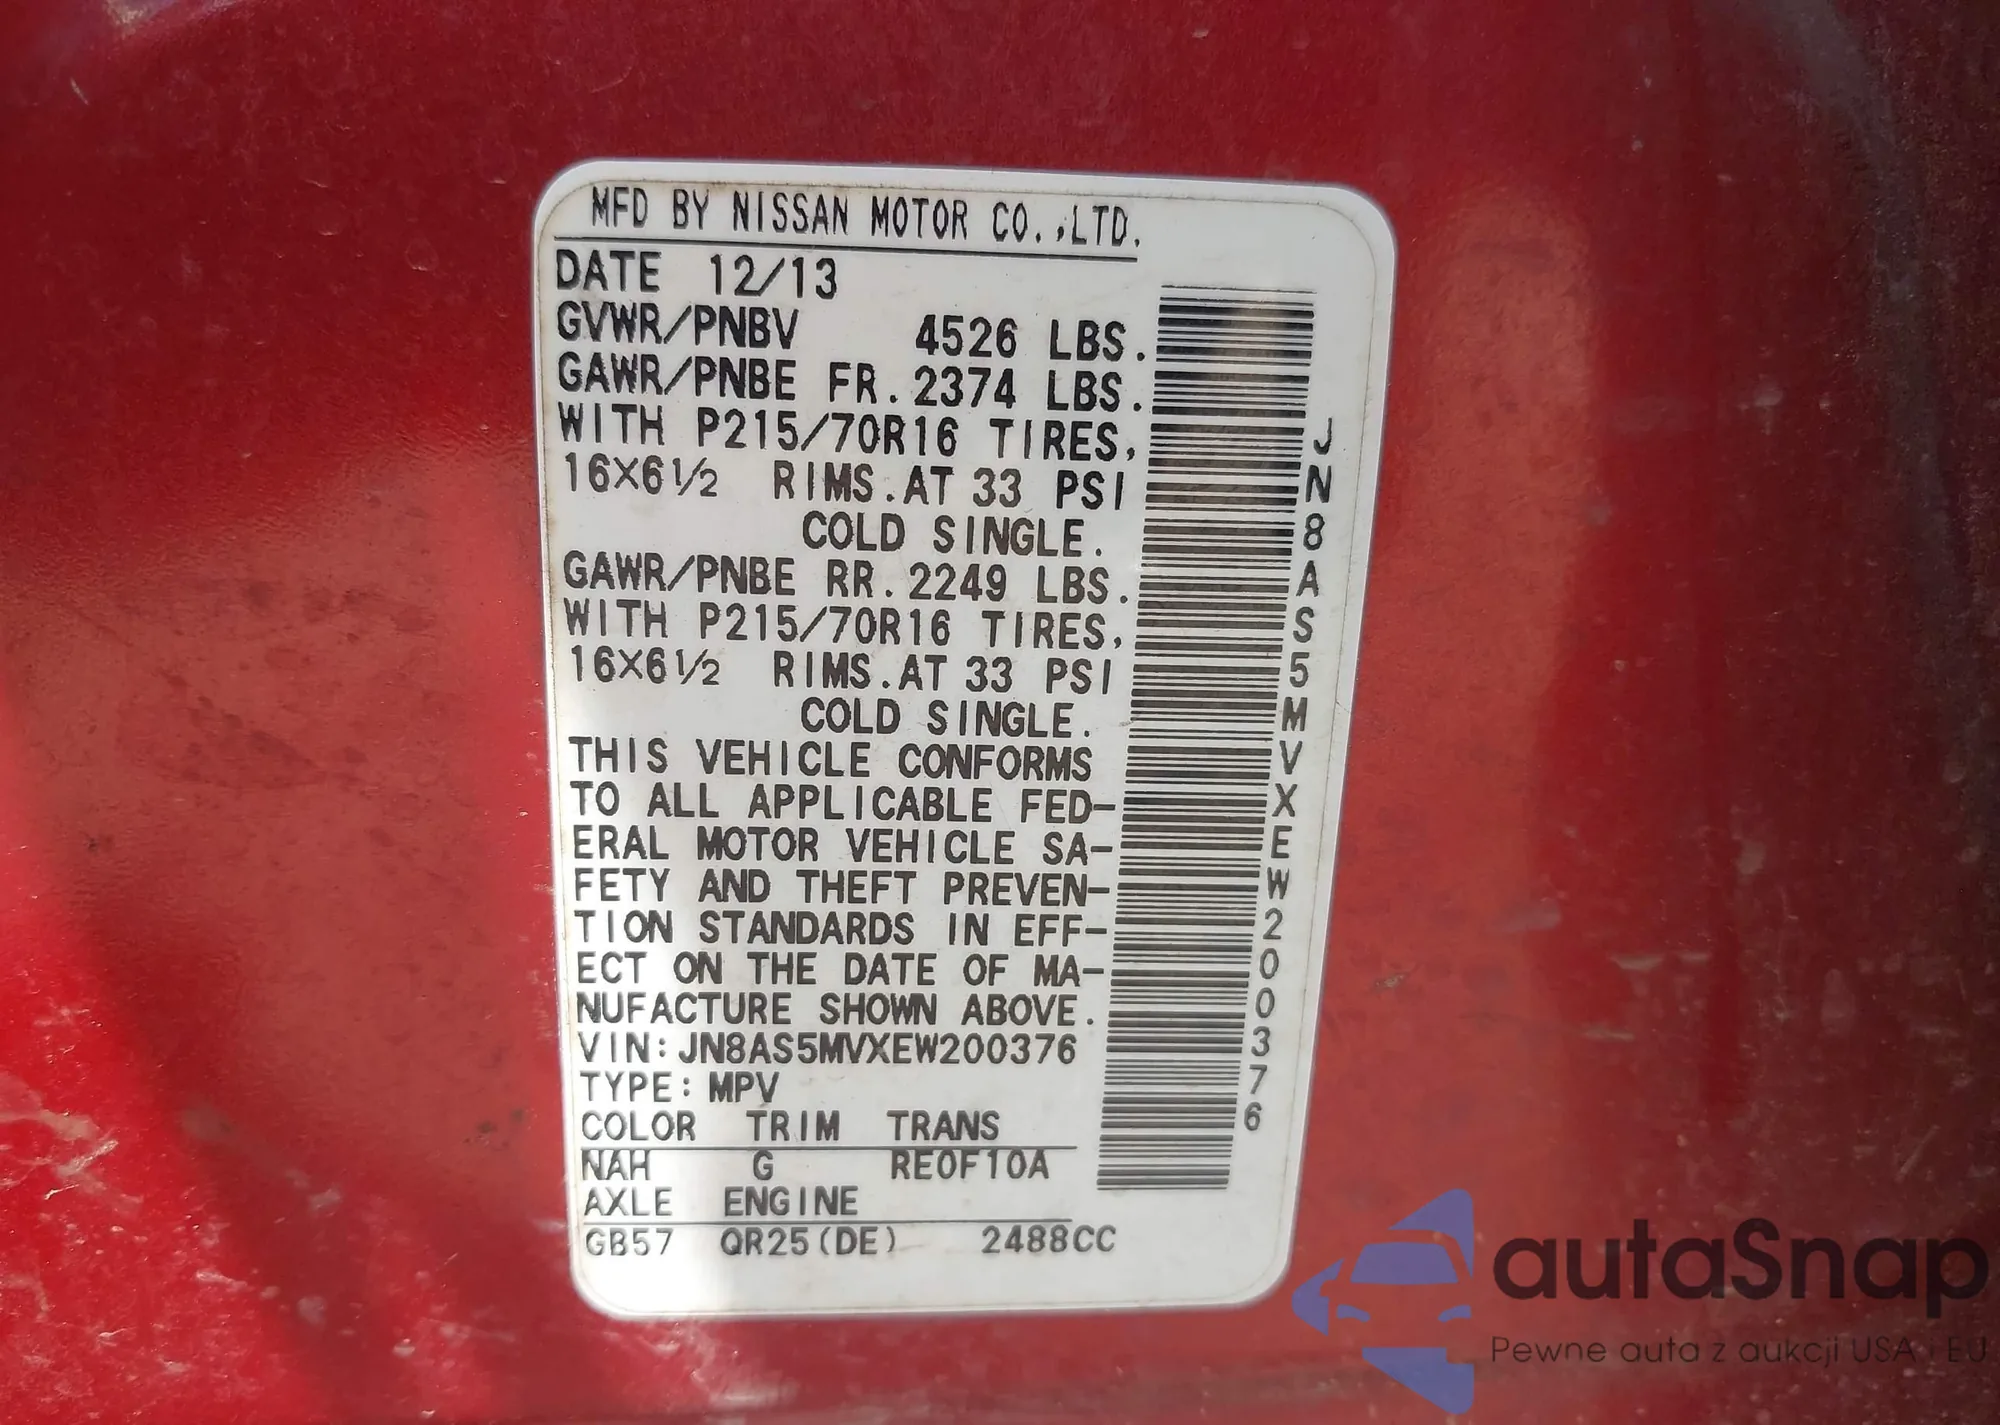 MFD BY NISSAN MOTOR CO.,LTD.
DATE 12/13
GVWR/PNBV 4526 LBS.
GAWR/PNBE FR.2374 LBS.
WITH P215/70R16 TIRES,
16X6½ RIMS.AT 33 PSI
COLD SINGLE.
GAWR/PNBE RR.2249 LBS.
WITH P215/70R16 TIRES,
16X6½ RIMS.AT 33 PSI
COLD SINGLE.
THIS VEHICLE CONFORMS
TO ALL APPLICABLE FED-
ERAL MOTOR VEHICLE SA-
FETY AND THEFT PREVEN-
TION STANDARDS IN EFF-
ECT ON THE DATE OF MA-
NUFACTURE SHOWN ABOVE.
VIN:JN8AS5MVXEW200376
TYPE:MPV
COLOR TRIM TRANS
NAH G RE0F10A
AXLE ENGINE
GB57 QR25(DE) 2488CC
JN8AS5MVXEW200376
autaSnap
Pewne auta z aukcji USA i EU